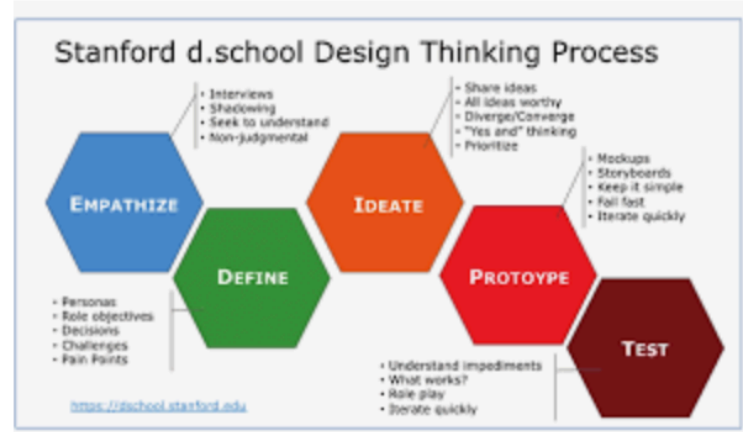 Stanford d.school Design Thinking Process
• Interviews
• Shadowing
• Seek to understand
• Non-judgmental
• Share ideas
• All ideas worthy
• Diverge/Converge
• "Yes and" thinking
• Prioritize
• Mockups
• Storyboards
• Keep it simple
• Fail fast
• Iterate quickly
EMPATHIZE
IDEATE
DEFINE
PROTOYPE
• Personas
• Role objectives
• Decisions
• Challenges
• Pain Points
TEST
• Understand impediments
• What works?
• Role play
• Iterate quickly
https://dschool.stanford.edu